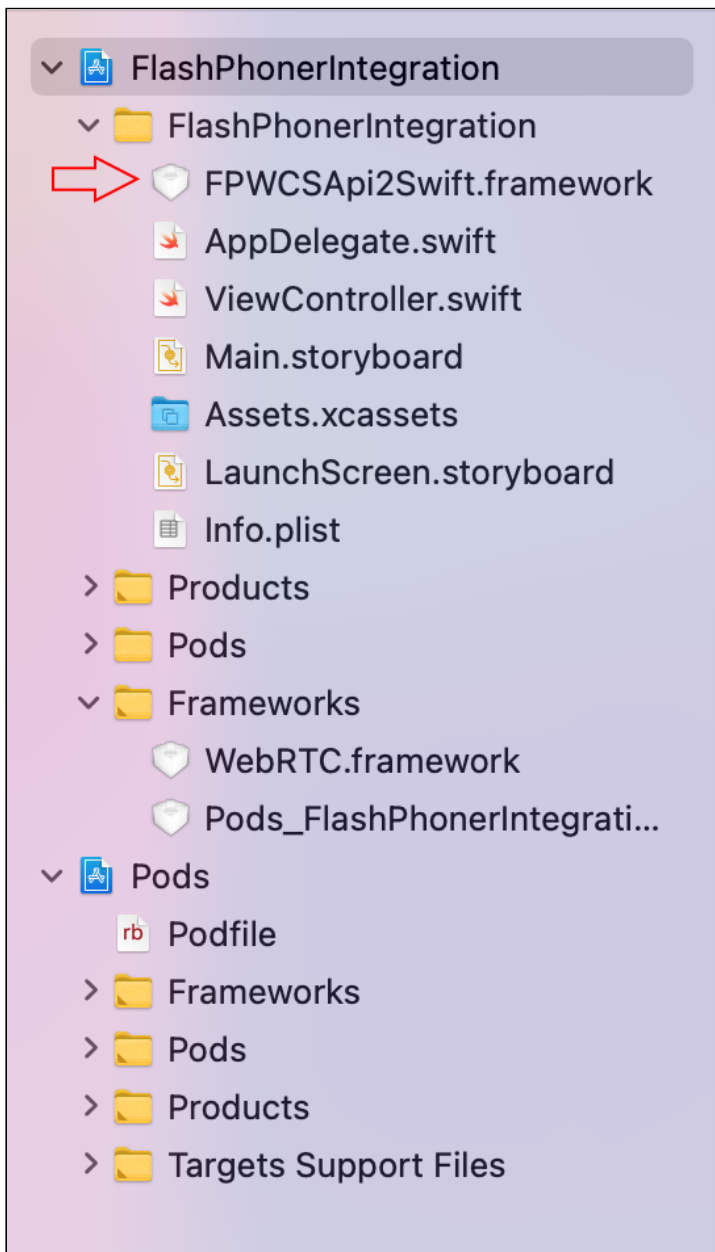 FlashPhonerIntegration
FlashPhonerIntegration
FPWCSApi2Swift.framework
AppDelegate.swift
ViewController.swift
Main.storyboard
Assets.xcassets
LaunchScreen.storyboard
Info.plist
Products
Pods
Frameworks
WebRTC.framework
Pods_FlashPhonerIntegrati...
Pods
rb Podfile
Frameworks
Pods
Products
Targets Support Files